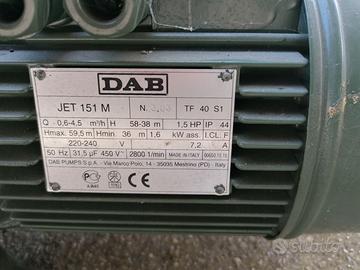 DAB
JET 151 M N. TF 40 S1
Q - 0,6-4,5 m³/h H 58-38 m 1,5 HP IP 44
Hmax. 59,5 m Hmin. 36 m 1,6 kW ass. I.CL. F
220-240 V 7,2 A
50 Hz 31,5 µF 450 V~ 2800 1/min MADE IN ITALY
DAB PUMPS S.p.A. - Via Marco Polo, 14 - 35035 Mestrino (PD) - Italy
CE
subito